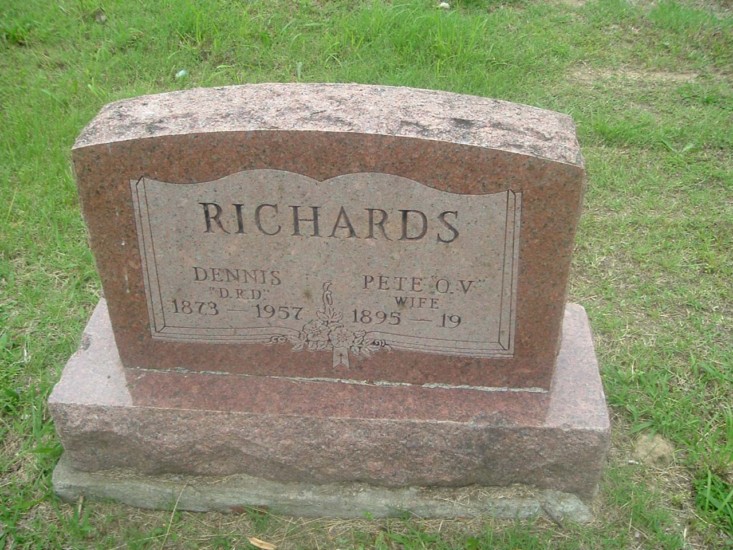 RICHARDS
DENNIS
"D.R.D"
1873 — 1957
PETE "O.V"
WIFE
1895 — 19